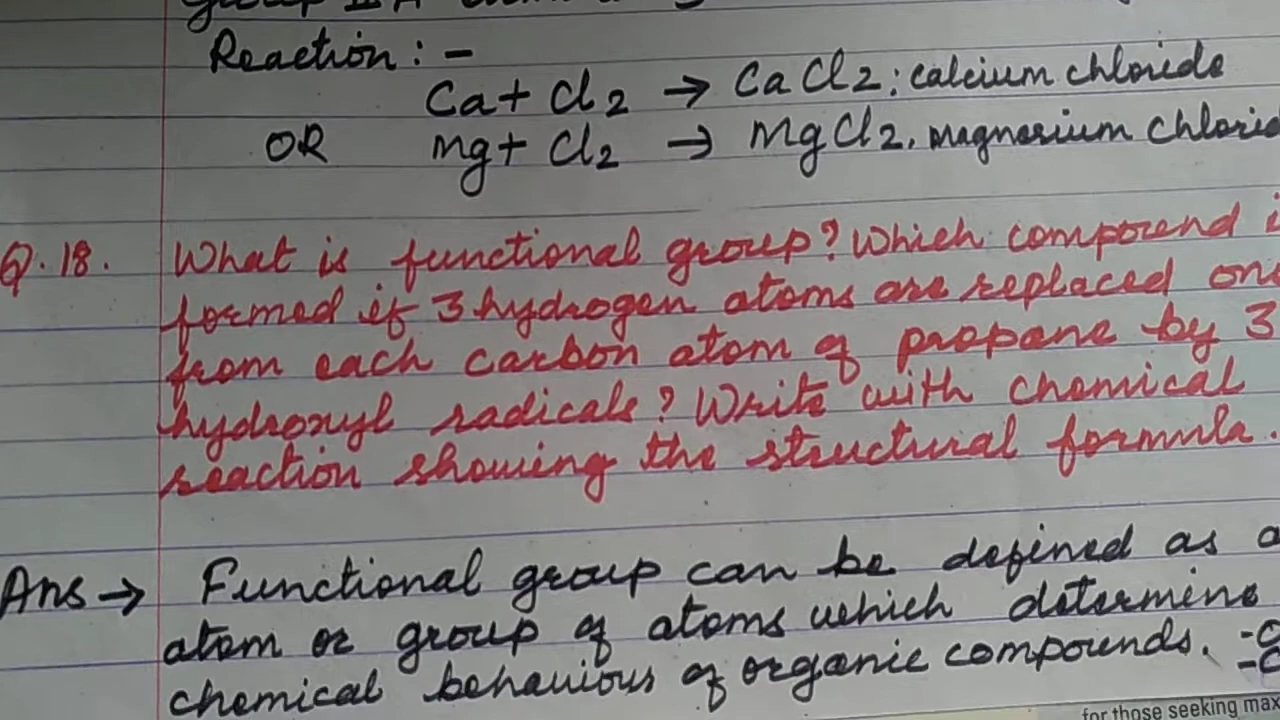 Reaction : -
Ca + Cl2 → CaCl2 : calcium chloride
OR Mg + Cl2 → MgCl2, magnesium chlorid
Q. 18. What is functional group? Which compound i
formed if 3 hydrogen atoms are replaced one
from each carbon atom of propane by 3
hydroxyl radicals? Write with chemical
reaction showing the structural formula.
Ans → Functional group can be defined as a
atom or group of atoms which determine
chemical behaviour of organic compounds.
for those seeking max